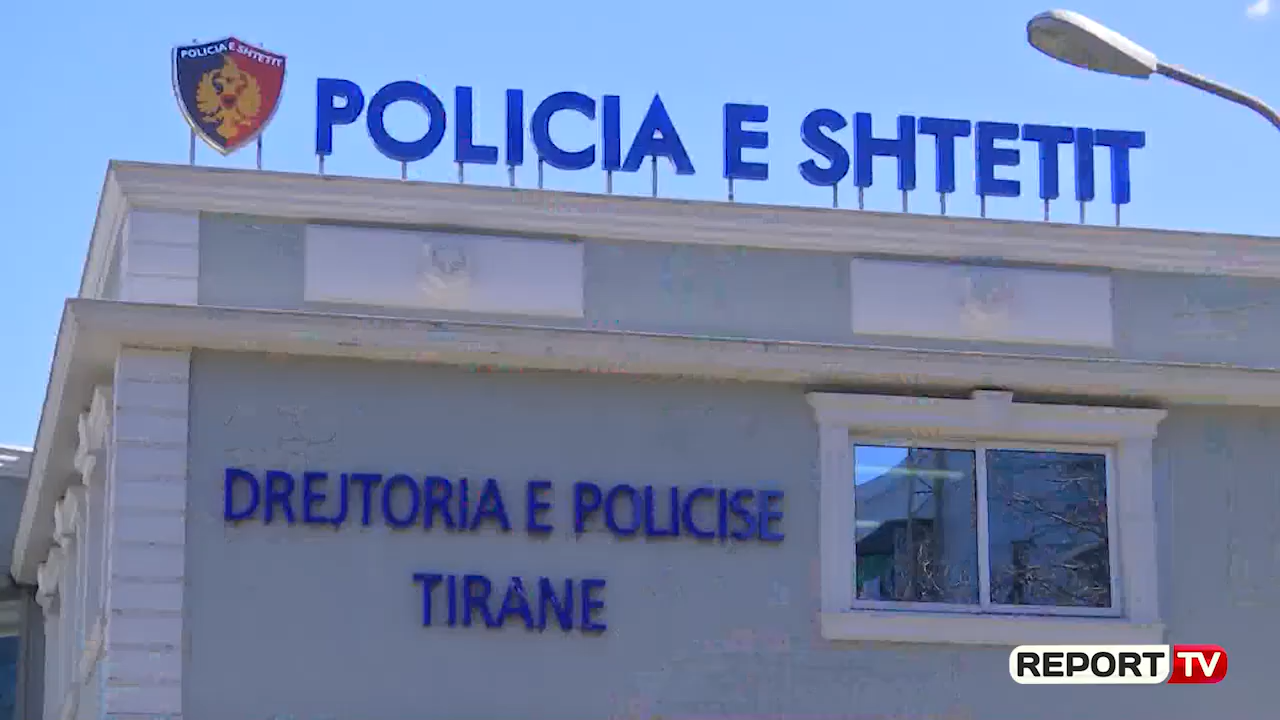 POLICIA E SHTETIT
POLICIA E SHTETIT
DREJTORIA E POLICISE
TIRANE
REPORT TV